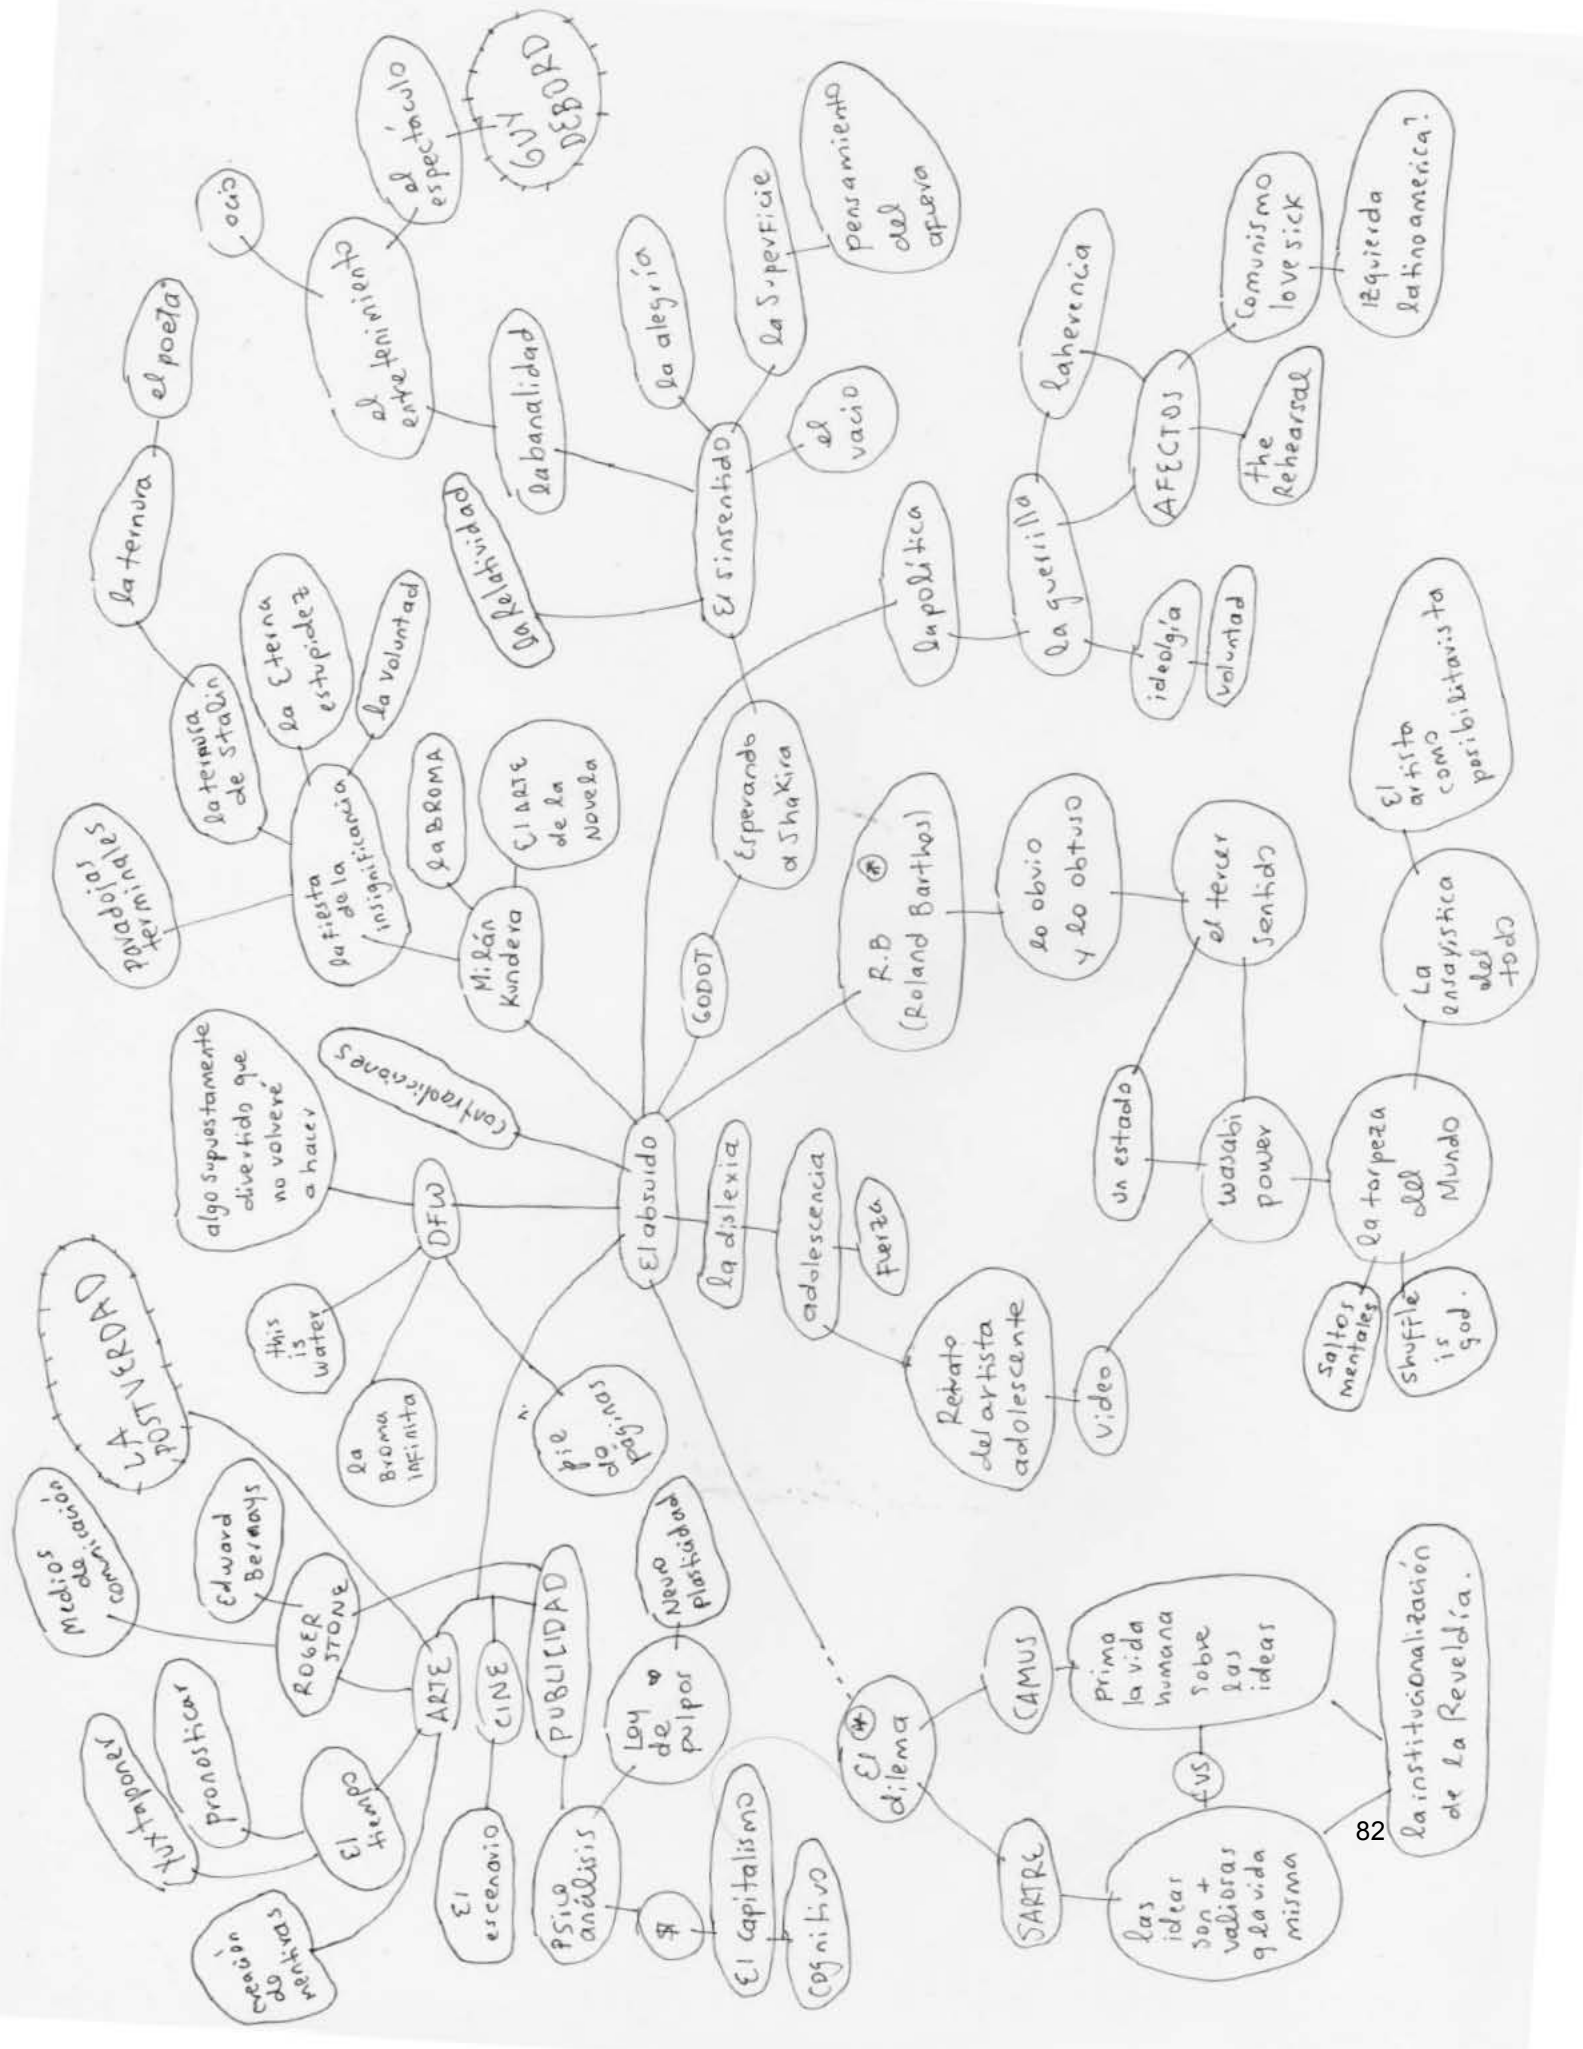 creación
de
mentiras
Yuxtaponer
pronosticar
El
tiempo
Medios
de
comunicación
Edward
Bernays
ROGER
STONE
LA
POSTVERDAD
ARTE
CINE
PUBLICIDAD
El
escenario
Psico
análisis
Ley
de
pulpos
Neuro
plasticidad
$
El capitalismo
cognitivo
algo supuestamente
divertido que
no volveré
a hacer
DFW
this
is
water
la
Broma
infinita
pie
de
páginas
contradicciones
El absurdo
Paradojas
terminales
la ternura
de Stalin
la ternura
el poeta
la Eterna
estupidez
la voluntad
la fiesta
de la
insignificancia
Milán
Kundera
la BROMA
El ARTE
de la
Novela
ocio
el
entretenimiento
el
espectáculo
GUY
DEBORD
la banalidad
la Relatividad
El sinsentido
la alegría
la Superficie
pensamiento
del
afuera
el
vacio
GODOT
Esperando
a Shakira
la política
la guerrilla
ideolgía
voluntad
la herencia
AFECTOS
the
Rehearsal
Comunismo
love sick
Izquierda
latinoamerica?
R.B *
(Roland Barthes)
lo obvio
y lo obtuso
el tercer
sentido
un estado
wasabi
power
la torpeza
del
Mundo
Saltos
mentales
shuffle
is
god.
La
ensayística
del
todo
El
artista
como
posibilitavista
la dislexia
adolescencia
Fuerza
Retrato
del artista
adolescente
video
El *
dilema
CAMUS
prima
la vida
humana
sobre
las
ideas
VS
SARTRE
las
ideas
son +
valiosas
q la vida
misma
la institucionalización
de la Reveldía.
82